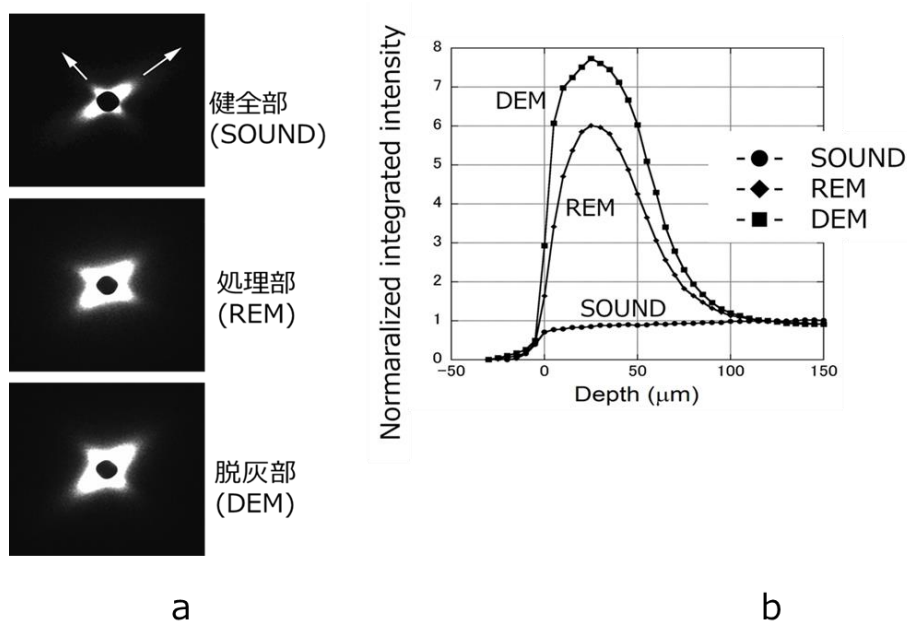 健全部
(SOUND)
処理部
(REM)
脱灰部
(DEM)
a
Normaralized integrated intensity
8
7
6
5
4
3
2
1
0
-50
0
50
100
150
Depth (μm)
DEM
REM
SOUND
SOUND
REM
DEM
b